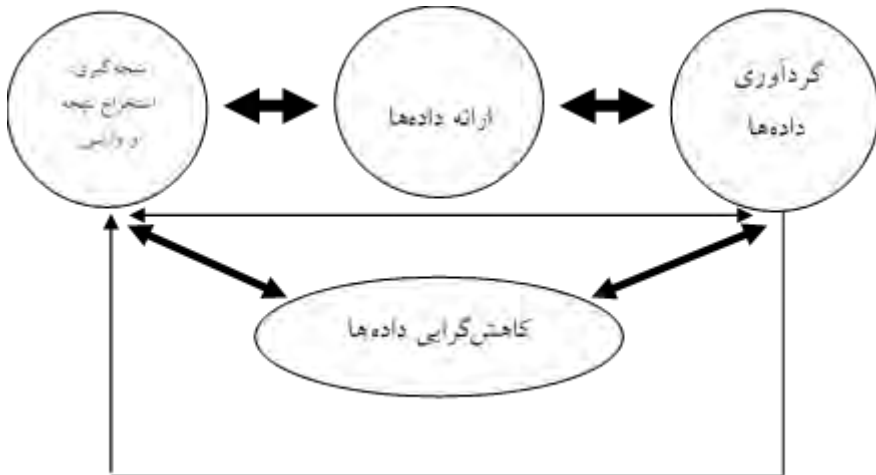 گردآوری
داده‌ها
ارائه داده‌ها
نتیجه‌گیری،
استخراج نتیجه
و وارسی
کاهش‌گرایی داده‌ها